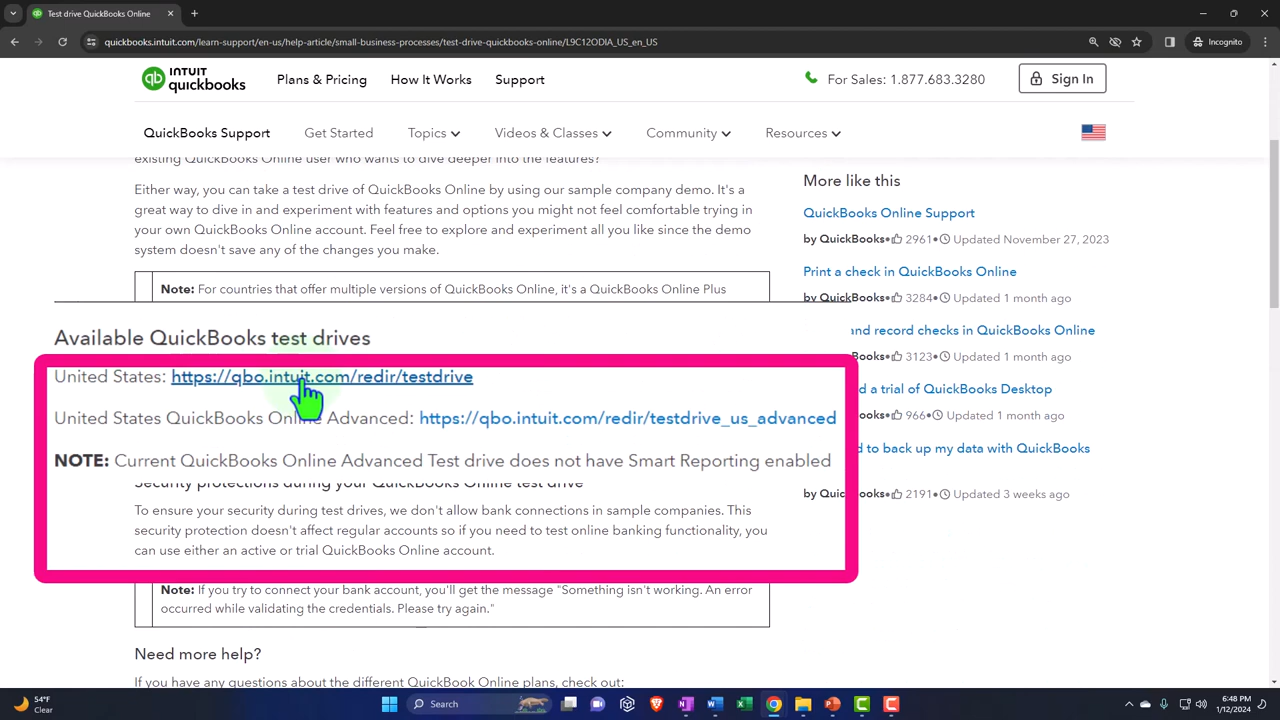 Test drive QuickBooks Online
quickbooks.intuit.com/learn-support/en-us/help-article/small-business-processes/test-drive-quickbooks-online/L9C12ODIA_US_en_US
Incognito
INTUIT
quickbooks
Plans & Pricing
How It Works
Support
For Sales: 1.877.683.3280
Sign In
QuickBooks Support
Get Started
Topics
Videos & Classes
Community
Resources
existing QuickBooks Online user who wants to dive deeper into the features?
Either way, you can take a test drive of QuickBooks Online by using our sample company demo. It's a
great way to dive in and experiment with features and options you might not feel comfortable trying in
your own QuickBooks Online account. Feel free to explore and experiment all you like since the demo
system doesn't save any of the changes you make.
Note: For countries that offer multiple versions of QuickBooks Online, it's a QuickBooks Online Plus
Available QuickBooks test drives
United States: https://qbo.intuit.com/redir/testdrive
United States QuickBooks Online Advanced: https://qbo.intuit.com/redir/testdrive_us_advanced
NOTE: Current QuickBooks Online Advanced Test drive does not have Smart Reporting enabled
Security protections during your QuickBooks Online test drive
To ensure your security during test drives, we don't allow bank connections in sample companies. This
security protection doesn't affect regular accounts so if you need to test online banking functionality, you
can use either an active or trial QuickBooks Online account.
Note: If you try to connect your bank account, you'll get the message "Something isn't working. An error
occurred while validating the credentials. Please try again."
Need more help?
If you have any questions about the different QuickBook Online plans, check out:
More like this
QuickBooks Online Support
by QuickBooks•2961•Updated November 27, 2023
Print a check in QuickBooks Online
by QuickBooks•3284•Updated 1 month ago
and record checks in QuickBooks Online
Books•3123•Updated 1 month ago
d a trial of QuickBooks Desktop
ooks•966•Updated 1 month ago
d to back up my data with QuickBooks
by QuickBooks•2191•Updated 3 weeks ago
54°F
Clear
Search
6:48 PM
1/12/2024